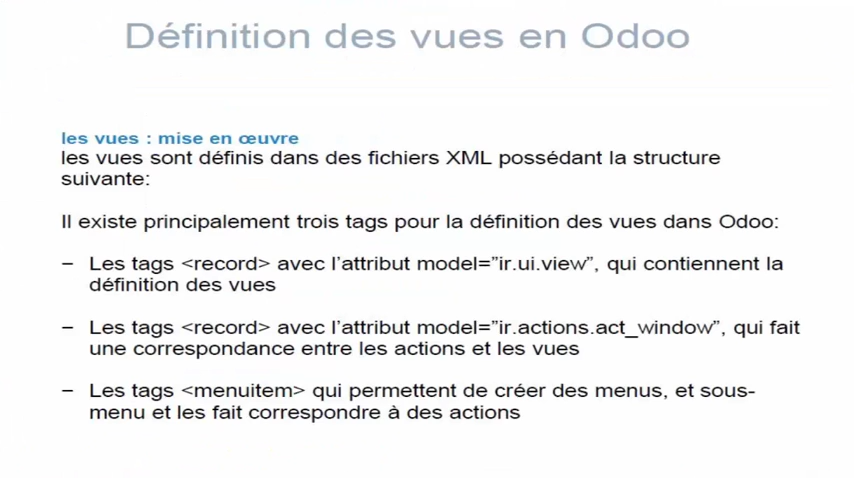 Définition des vues en Odoo
les vues : mise en œuvre
les vues sont définis dans des fichiers XML possédant la structure
suivante:
Il existe principalement trois tags pour la définition des vues dans Odoo:
– Les tags <record> avec l'attribut model="ir.ui.view", qui contiennent la
définition des vues
– Les tags <record> avec l'attribut model="ir.actions.act_window", qui fait
une correspondance entre les actions et les vues
– Les tags <menuitem> qui permettent de créer des menus, et sous-
menu et les fait correspondre à des actions